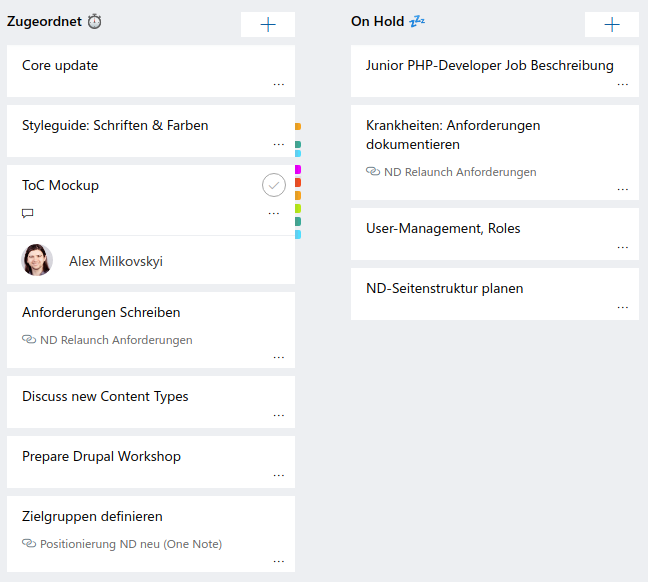 Zugeordnet
Core update
Styleguide: Schriften & Farben
ToC Mockup
Alex Milkovskyi
Anforderungen Schreiben
ND Relaunch Anforderungen
Discuss new Content Types
Prepare Drupal Workshop
Zielgruppen definieren
Positionierung ND neu (One Note)
On Hold 💤
Junior PHP-Developer Job Beschreibung
Krankheiten: Anforderungen
dokumentieren
ND Relaunch Anforderungen
User-Management, Roles
ND-Seitenstruktur planen